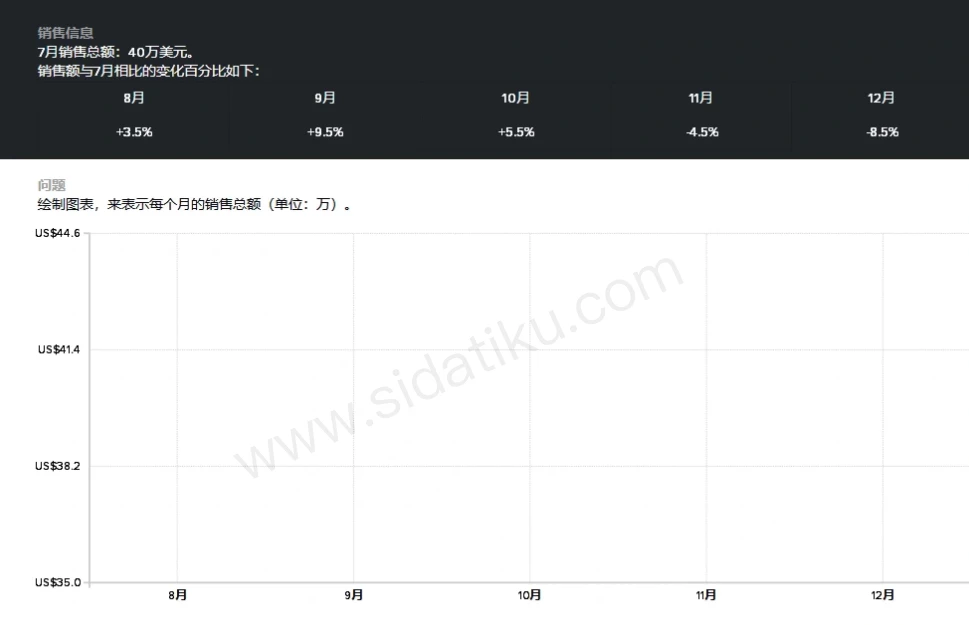 销售信息
7月销售总额：40万美元。
销售额与7月相比的变化百分比如下：
8月 9月 10月 11月 12月
+3.5% +9.5% +5.5% -4.5% -8.5%
问题
绘制图表，来表示每个月的销售总额（单位：万）。
US$44.6
US$41.4
US$38.2
US$35.0
8月 9月 10月 11月 12月
www.sidatiku.com